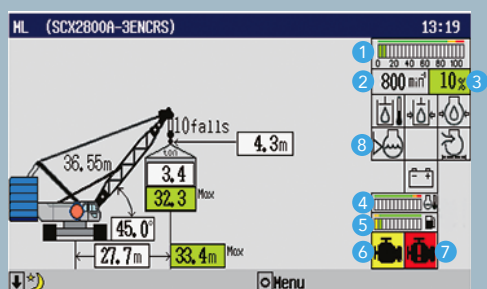 ML (SCX2800A-3ENCRS) 13:19
1
0 20 40 60 80 100
2 800 min⁻¹ 10% 3
10falls
4.3m
ton
36.55m
3.4
32.3 Max
8
45.0°
27.7m 33.4m Max
4
5
6 7
Menu